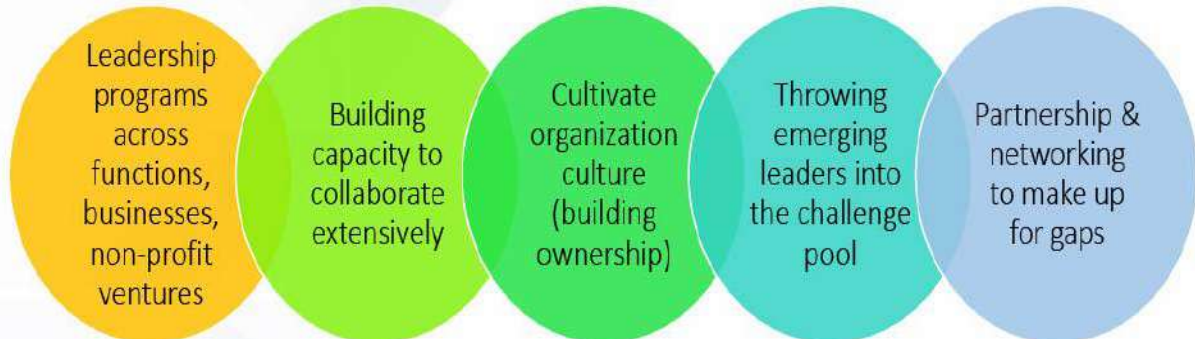 Leadership
programs
across
functions,
businesses,
non-profit
ventures
Building
capacity to
collaborate
extensively
Cultivate
organization
culture
(building
ownership)
Throwing
emerging
leaders into
the challenge
pool
Partnership &
networking
to make up
for gaps